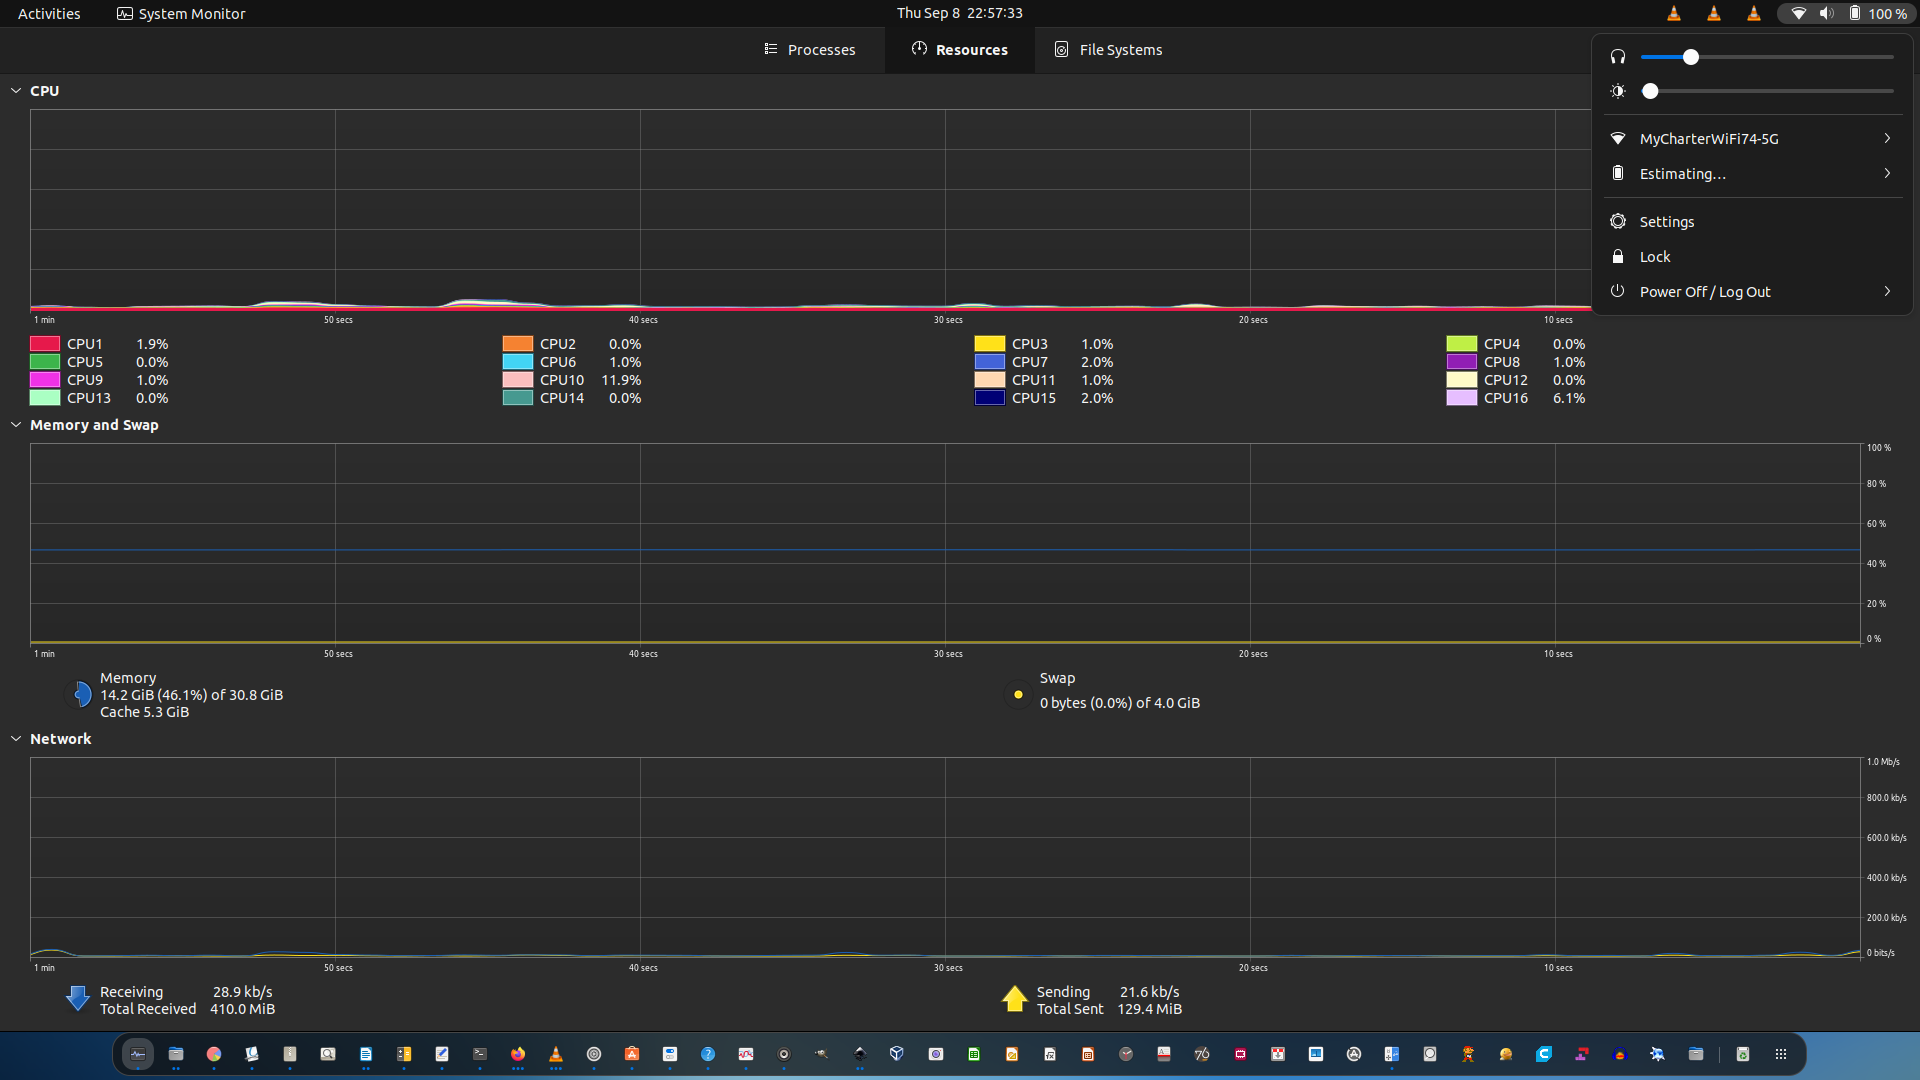 Activities
System Monitor
Thu Sep 8 22:57:33
100 %
Processes
Resources
File Systems
MyCharterWiFi74-5G
Estimating…
Settings
Lock
Power Off / Log Out
CPU
1 min
50 secs
40 secs
30 secs
20 secs
10 secs
CPU1 1.9%
CPU2 0.0%
CPU3 1.0%
CPU4 0.0%
CPU5 0.0%
CPU6 1.0%
CPU7 2.0%
CPU8 1.0%
CPU9 1.0%
CPU10 11.9%
CPU11 1.0%
CPU12 0.0%
CPU13 0.0%
CPU14 0.0%
CPU15 2.0%
CPU16 6.1%
Memory and Swap
100 %
80 %
60 %
40 %
20 %
0 %
1 min
50 secs
40 secs
30 secs
20 secs
10 secs
Memory
14.2 GiB (46.1%) of 30.8 GiB
Cache 5.3 GiB
Swap
0 bytes (0.0%) of 4.0 GiB
Network
1.0 Mb/s
800.0 kb/s
600.0 kb/s
400.0 kb/s
200.0 kb/s
0 bits/s
1 min
50 secs
40 secs
30 secs
20 secs
10 secs
Receiving 28.9 kb/s
Total Received 410.0 MiB
Sending 21.6 kb/s
Total Sent 129.4 MiB
76